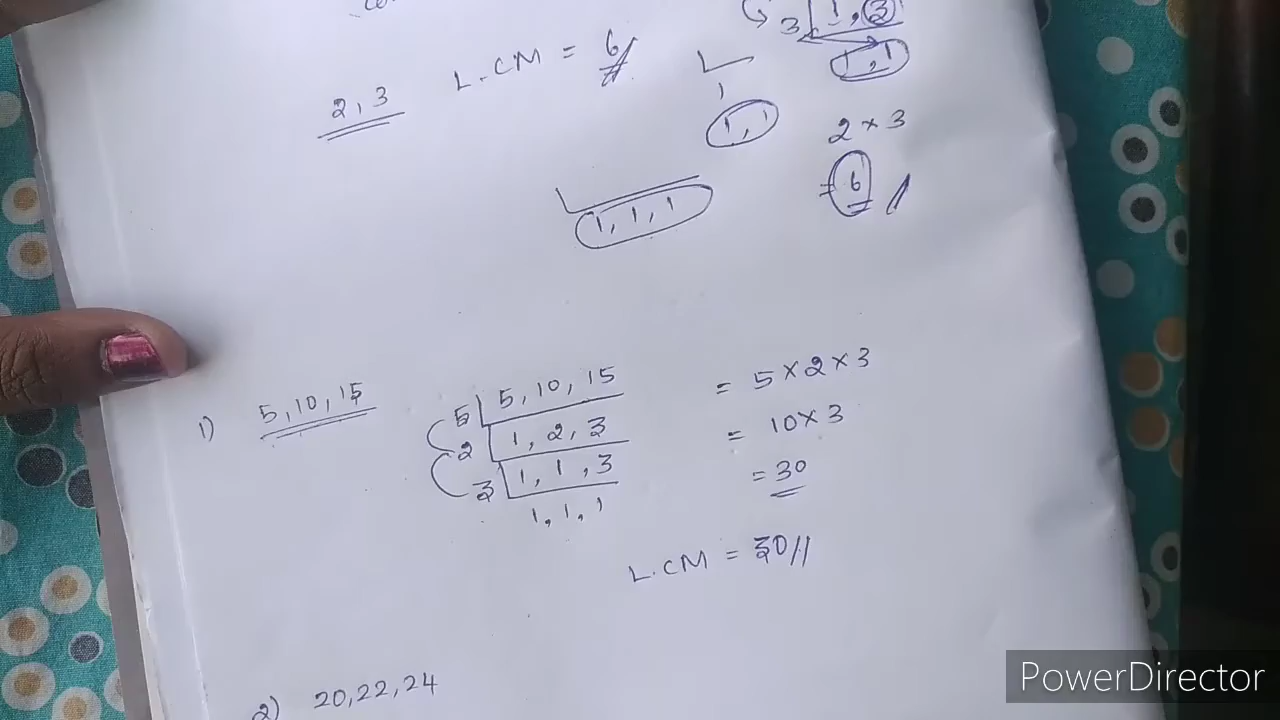 3 | 1, 3
1, 1
2, 3
L.CM = 6
1
1, 1
2 × 3
= 6
1, 1, 1
1) 5, 10, 15
5 | 5, 10, 15
2 | 1, 2, 3
3 | 1, 1, 3
1, 1, 1
= 5 × 2 × 3
= 10 × 3
= 30
L.CM = 30//
2) 20, 22, 24
PowerDirector